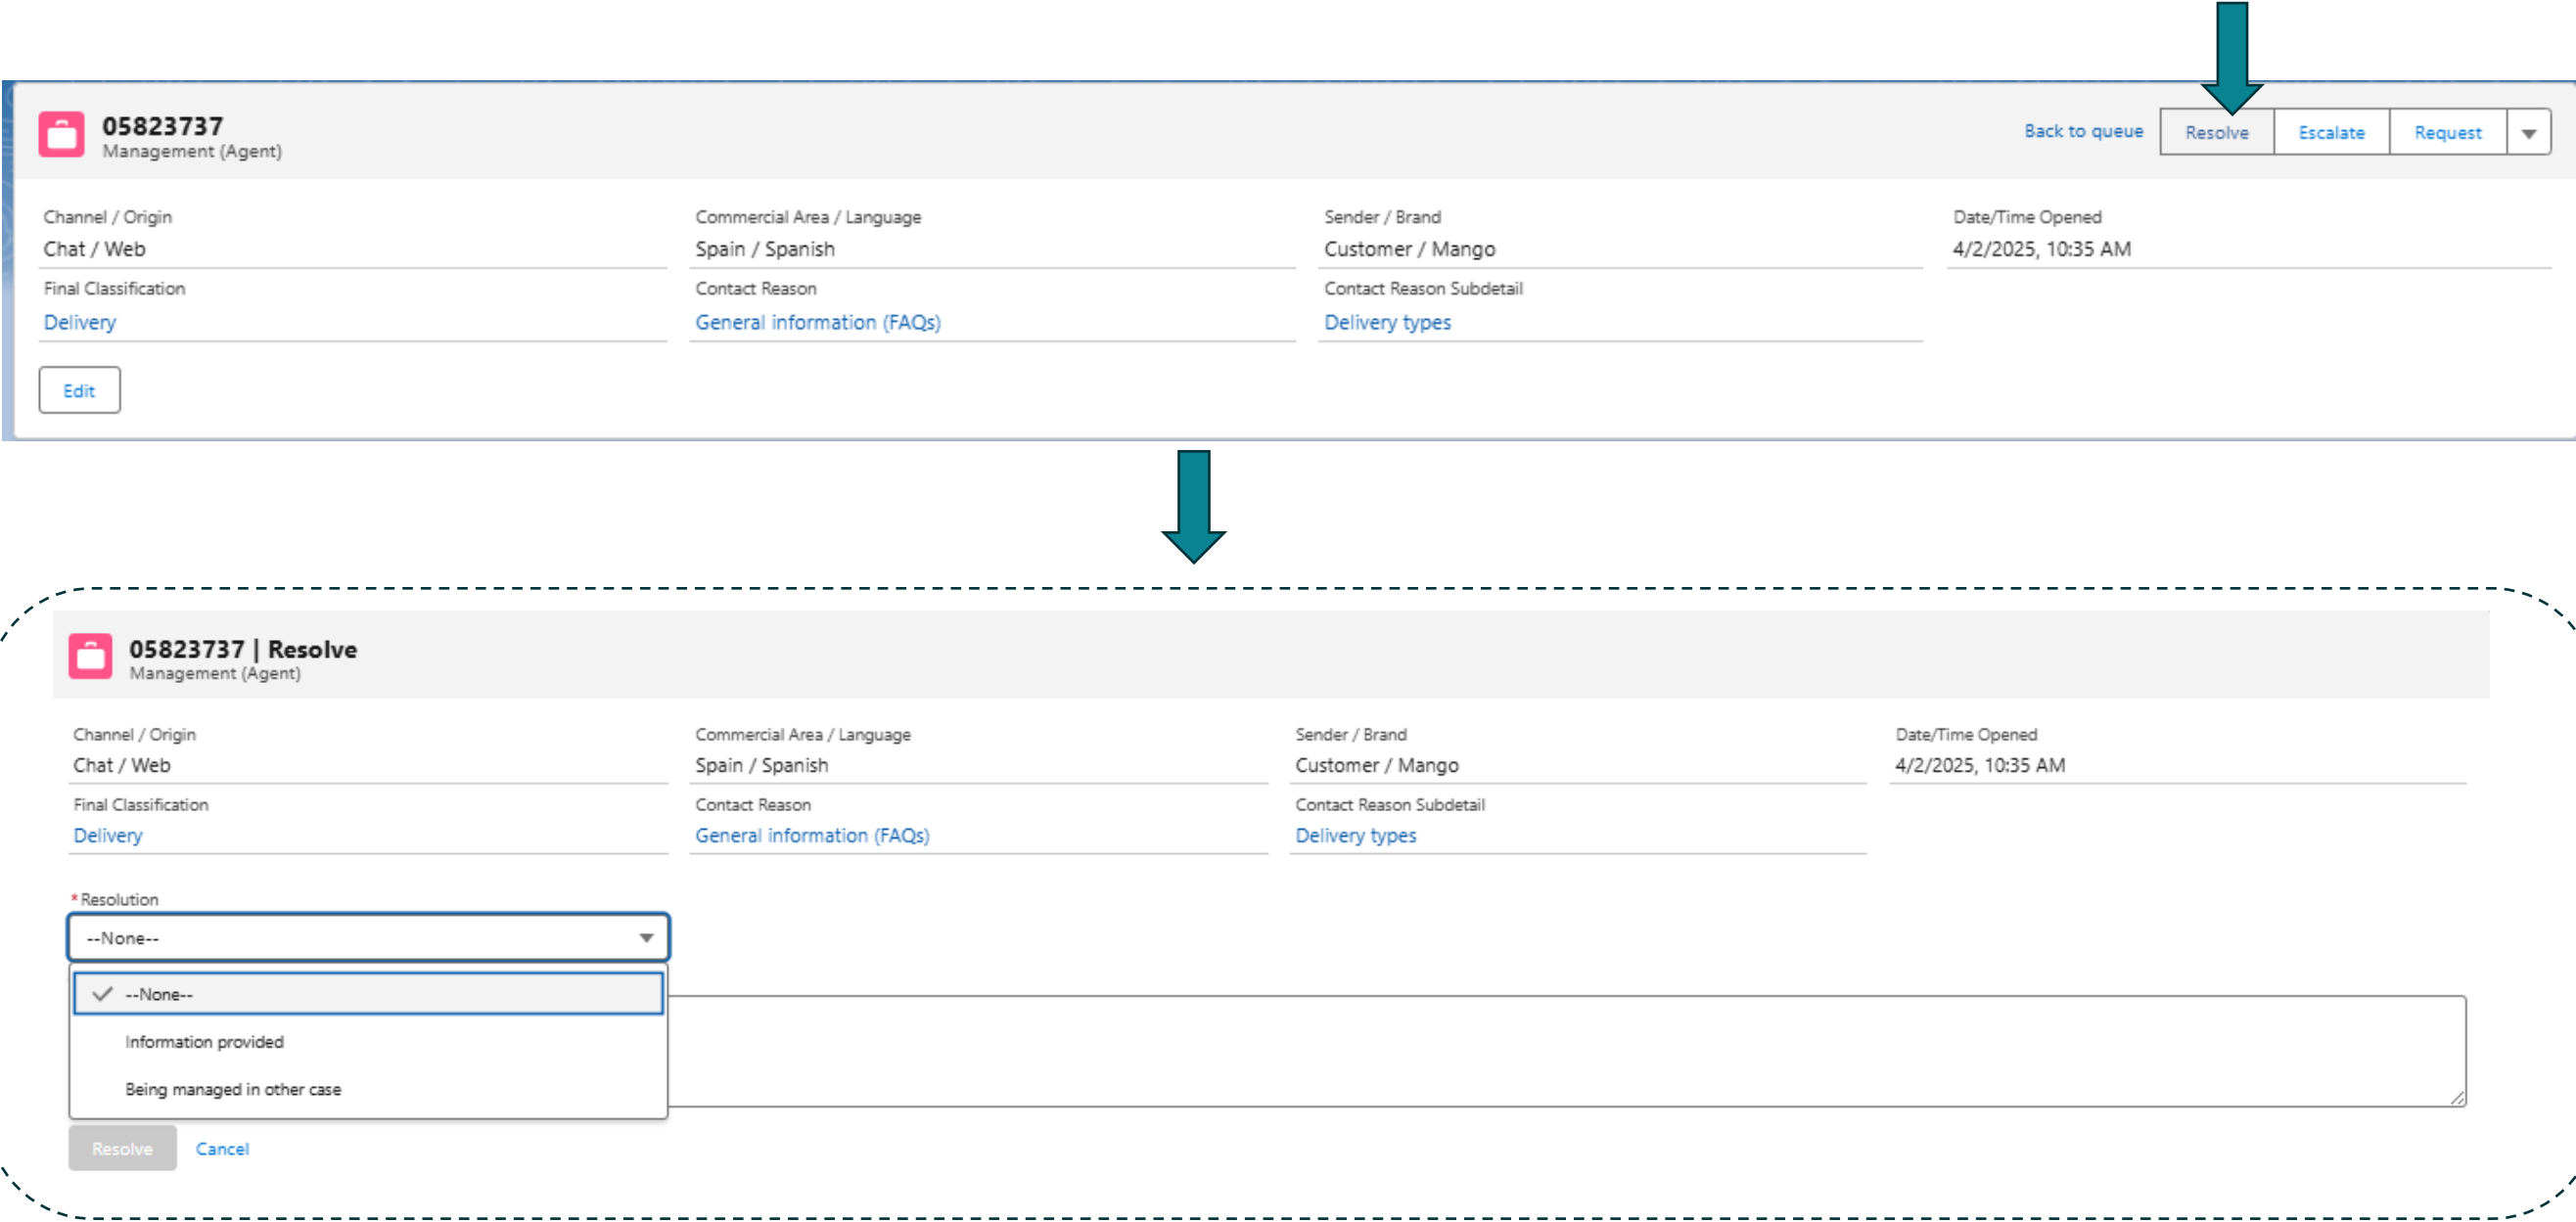 05823737
Management (Agent)
Back to queue
Resolve
Escalate
Request
Channel / Origin
Commercial Area / Language
Sender / Brand
Date/Time Opened
Chat / Web
Spain / Spanish
Customer / Mango
4/2/2025, 10:35 AM
Final Classification
Contact Reason
Contact Reason Subdetail
Delivery
General information (FAQs)
Delivery types
Edit
05823737 | Resolve
Management (Agent)
Channel / Origin
Commercial Area / Language
Sender / Brand
Date/Time Opened
Chat / Web
Spain / Spanish
Customer / Mango
4/2/2025, 10:35 AM
Final Classification
Contact Reason
Contact Reason Subdetail
Delivery
General information (FAQs)
Delivery types
*Resolution
--None--
--None--
Information provided
Being managed in other case
Resolve
Cancel